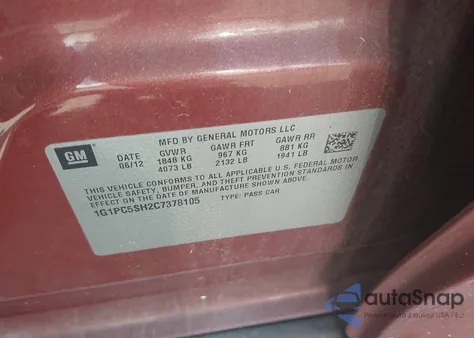 MFD BY GENERAL MOTORS LLC
GM
DATE GVWR GAWR FRT GAWR RR
06/12 1848 KG 967 KG 881 KG
4073 LB 2132 LB 1941 LB
THIS VEHICLE CONFORMS TO ALL APPLICABLE U.S. FEDERAL MOTOR
VEHICLE SAFETY, BUMPER, AND THEFT PREVENTION STANDARDS IN
EFFECT ON THE DATE OF MANUFACTURE SHOWN ABOVE.
1G1PC5SH2C7378105 TYPE: PASS CAR
autaSnap